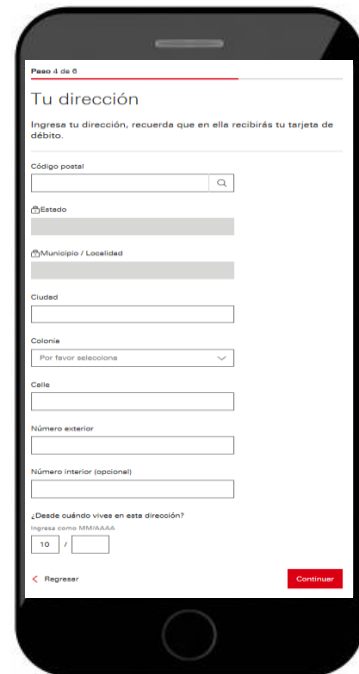 Paso 4 de 6
Tu dirección
Ingresa tu dirección, recuerda que en ella recibirás tu tarjeta de
débito.
Código postal
Estado
Municipio / Localidad
Ciudad
Colonia
Por favor selecciona
Calle
Número exterior
Número interior (opcional)
¿Desde cuándo vives en esta dirección?
Ingresa como MM/AAAA
10 /
Regresar
Continuar